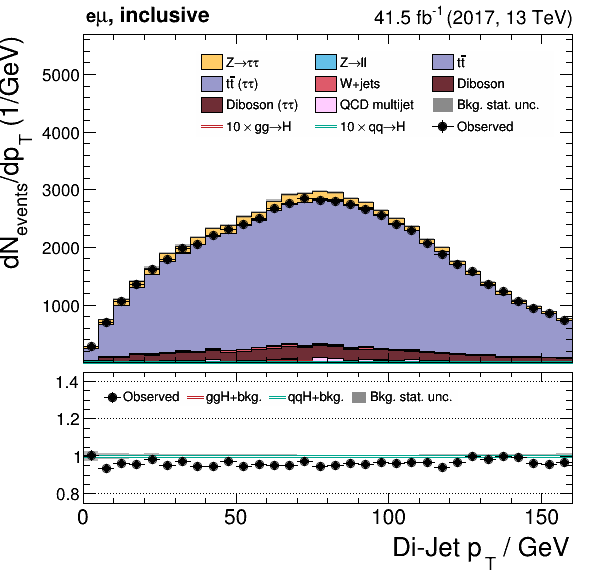 eμ, inclusive 41.5 fb⁻¹ (2017, 13 TeV)
dN_events/dp_T (1/GeV)
5000
4000
3000
2000
1000
Z→ττ Z→ll tt̄
tt̄ (ττ) W+jets Diboson
Diboson (ττ) QCD multijet Bkg. stat. unc.
10 × gg→H 10 × qq→H Observed
1.4
1.2
1
0.8
Observed ggH+bkg. qqH+bkg. Bkg. stat. unc.
0 50 100 150
Di-Jet p_T / GeV